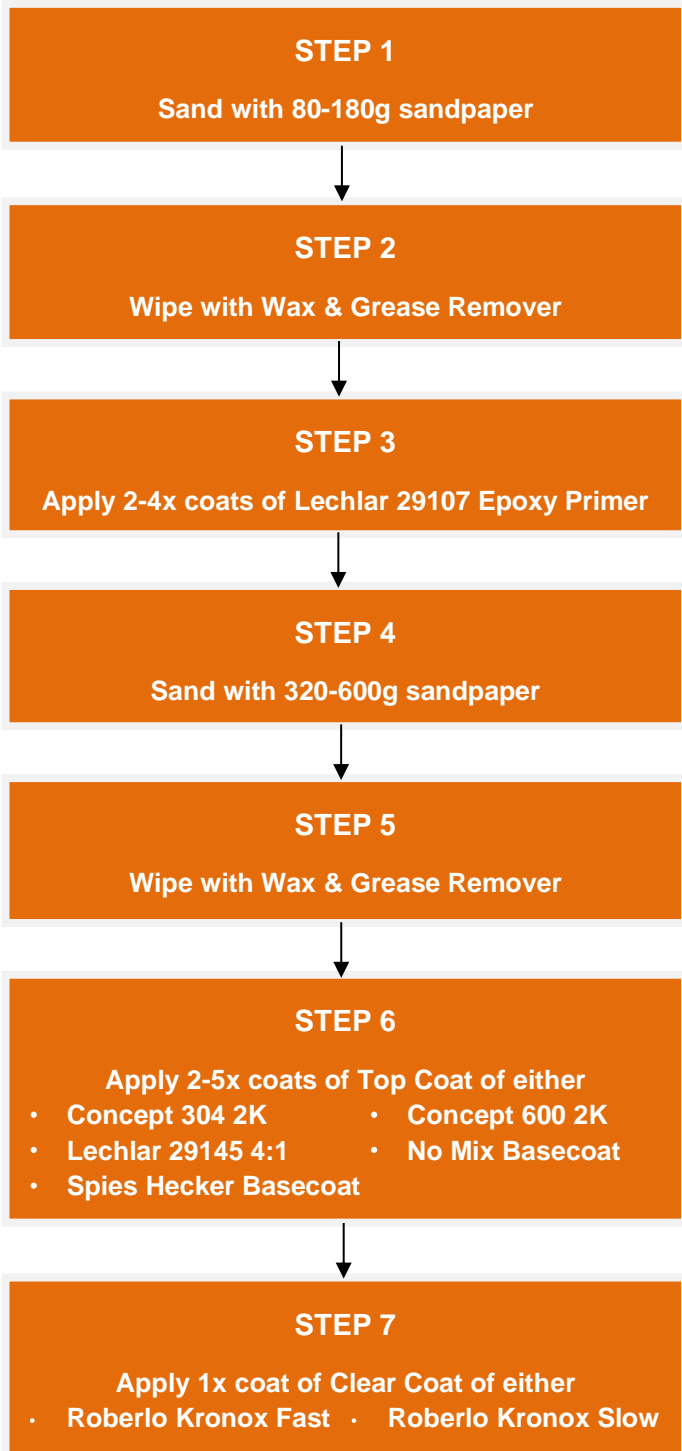 STEP 1
Sand with 80-180g sandpaper
STEP 2
Wipe with Wax & Grease Remover
STEP 3
Apply 2-4x coats of Lechlar 29107 Epoxy Primer
STEP 4
Sand with 320-600g sandpaper
STEP 5
Wipe with Wax & Grease Remover
STEP 6
Apply 2-5x coats of Top Coat of either
• Concept 304 2K • Concept 600 2K
• Lechlar 29145 4:1 • No Mix Basecoat
• Spies Hecker Basecoat
STEP 7
Apply 1x coat of Clear Coat of either
• Roberlo Kronox Fast • Roberlo Kronox Slow